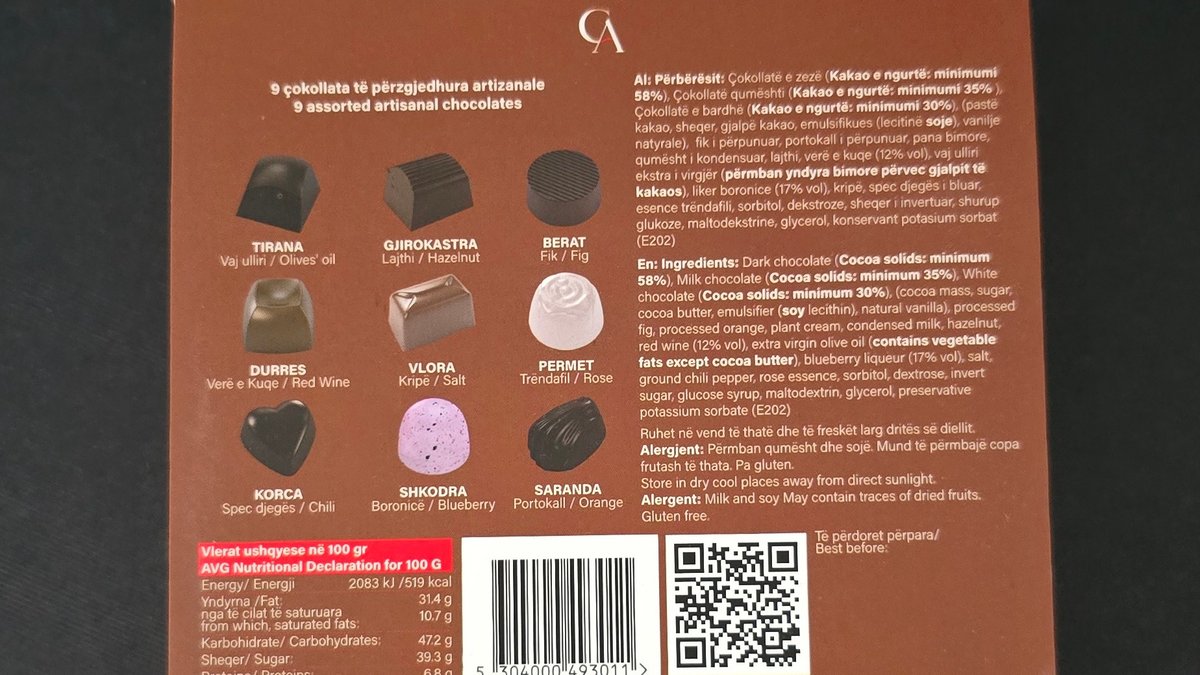 CA
9 çokollata të përzgjedhura artizanale
9 assorted artisanal chocolates
TIRANA
Vaj ulliri / Olives' oil
GJIROKASTRA
Lajthi / Hazelnut
BERAT
Fik / Fig
DURRES
Verë e Kuqe / Red Wine
VLORA
Kripë / Salt
PERMET
Trëndafil / Rose
KORCA
Spec djegës / Chili
SHKODRA
Boronicë / Blueberry
SARANDA
Portokall / Orange
Al: Përbërësit: Çokollatë e zezë (Kakao e ngurtë: minimumi
58%), Çokollatë qumështi (Kakao e ngurtë: minimumi 35% ),
Çokollatë e bardhë (Kakao e ngurtë: minimumi 30%), (pastë
kakao, sheqer, gjalpë kakao, emulsifikues (lecitinë soje), vanilje
natyrale), fik i përpunuar, portokall i përpunuar, pana bimore,
qumësht i kondensuar, lajthi, verë e kuqe (12% vol), vaj ulliri
ekstra i virgjër (përmban yndyra bimore përvec gjalpit të
kakaos), liker boronice (17% vol), kripë, spec djegës i bluar,
esence trëndafili, sorbitol, dekstroze, sheqer i invertuar, shurup
glukoze, maltodekstrine, glycerol, konservant potasium sorbat
(E202)
En: Ingredients: Dark chocolate (Cocoa solids: minimum
58%), Milk chocolate (Cocoa solids: minimum 35%), White
chocolate (Cocoa solids: minimum 30%), (cocoa mass, sugar,
cocoa butter, emulsifier (soy lecithin), natural vanilla), processed
fig, processed orange, plant cream, condensed milk, hazelnut,
red wine (12% vol), extra virgin olive oil (contains vegetable
fats except cocoa butter), blueberry liqueur (17% vol), salt,
ground chili pepper, rose essence, sorbitol, dextrose, invert
sugar, glucose syrup, maltodextrin, glycerol, preservative
potassium sorbate (E202)
Ruhet në vend të thatë dhe të freskët larg dritës së diellit.
Alergjent: Përmban qumësht dhe sojë. Mund të përmbajë copa
frutash të thata. Pa gluten.
Store in dry cool places away from direct sunlight.
Alergent: Milk and soy May contain traces of dried fruits.
Gluten free.
Të përdoret përpara/
Best before:
Vlerat ushqyese në 100 gr
AVG Nutritional Declaration for 100 G
Energy/ Energji 2083 kJ /519 kcal
Yndyrna /Fat: 31.4 g
nga të cilat të saturuara
from which, saturated fats: 10.7 g
Karbohidrate/ Carbohydrates: 47.2 g
Sheqer/ Sugar: 39.3 g
Proteina/ Proteins: 6.8 g
5 304000 493011 >